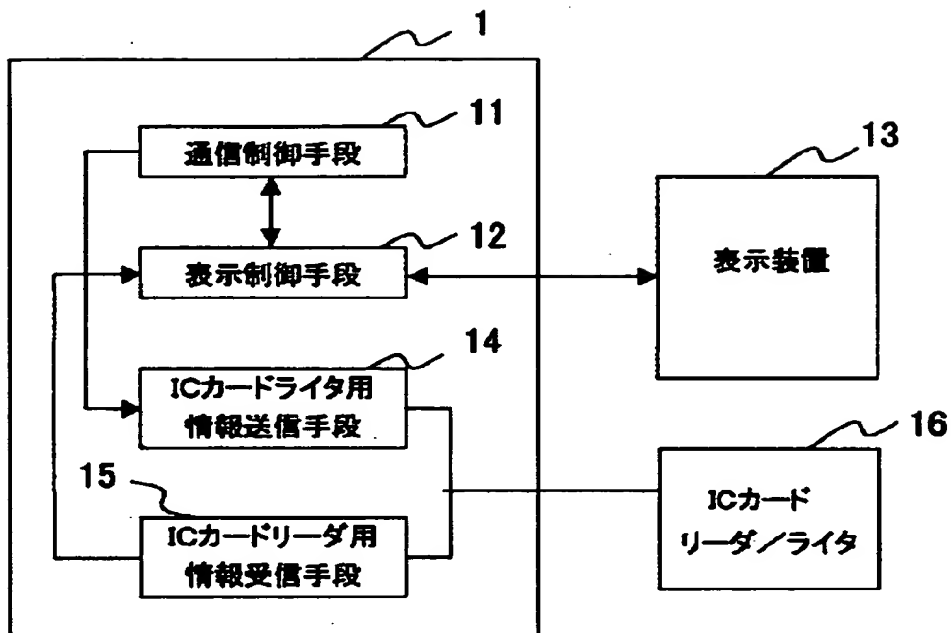 1
11
通信制御手段
13
12
表示制御手段
表示装置
14
ICカードライタ用
情報送信手段
16
15
ICカード
リーダ／ライタ
ICカードリーダ用
情報受信手段